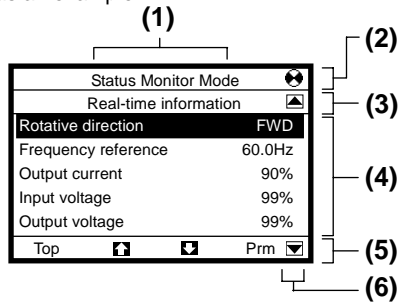 (1)
(2)
Status Monitor Mode
Real-time information
(3)
Rotative direction FWD
Frequency reference 60.0Hz
Output current 90%
(4)
Input voltage 99%
Output voltage 99%
Top Prm
(5)
(6)